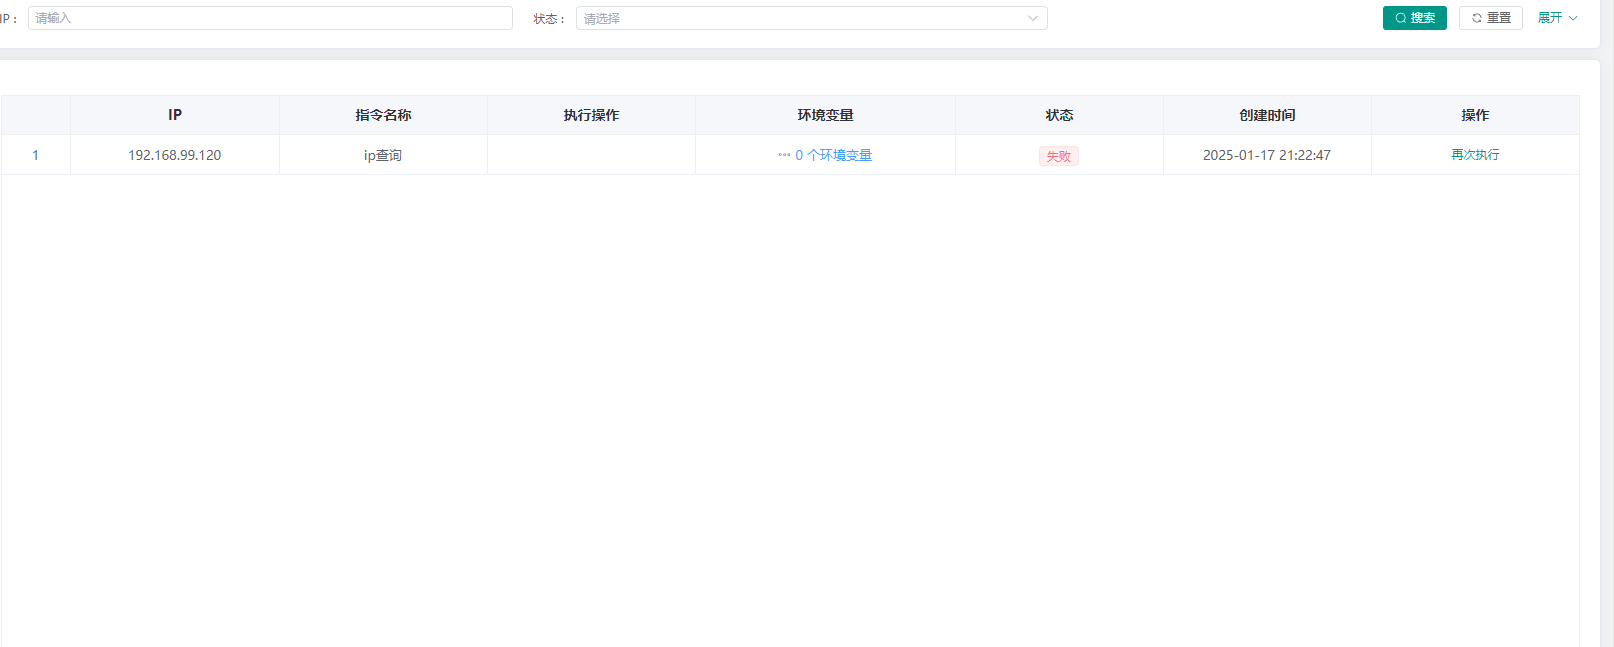 IP： 请输入 状态： 请选择 搜索 重置 展开
IP 指令名称 执行操作 环境变量 状态 创建时间 操作
1 192.168.99.120 ip查询 0 个环境变量 失败 2025-01-17 21:22:47 再次执行